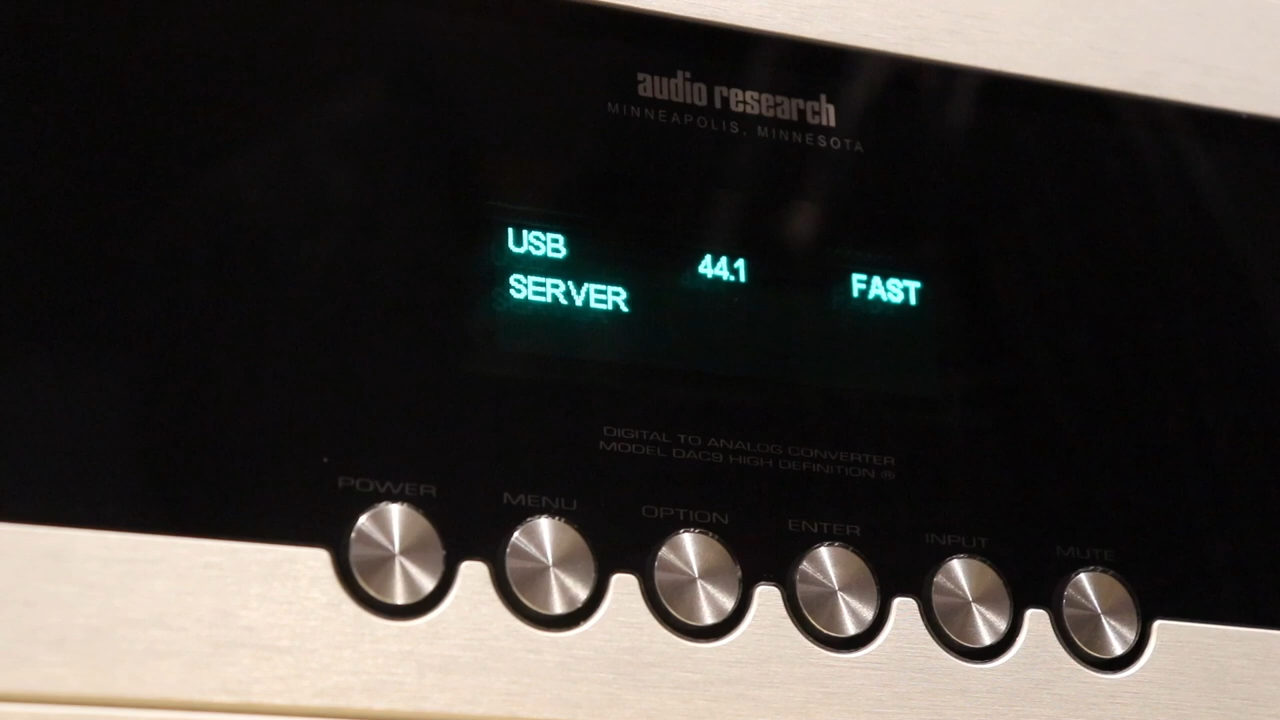 audio research
MINNEAPOLIS, MINNESOTA
USB
SERVER
44.1
FAST
DIGITAL TO ANALOG CONVERTER
MODEL DAC9 HIGH DEFINITION ®
POWER
MENU
OPTION
ENTER
INPUT
MUTE